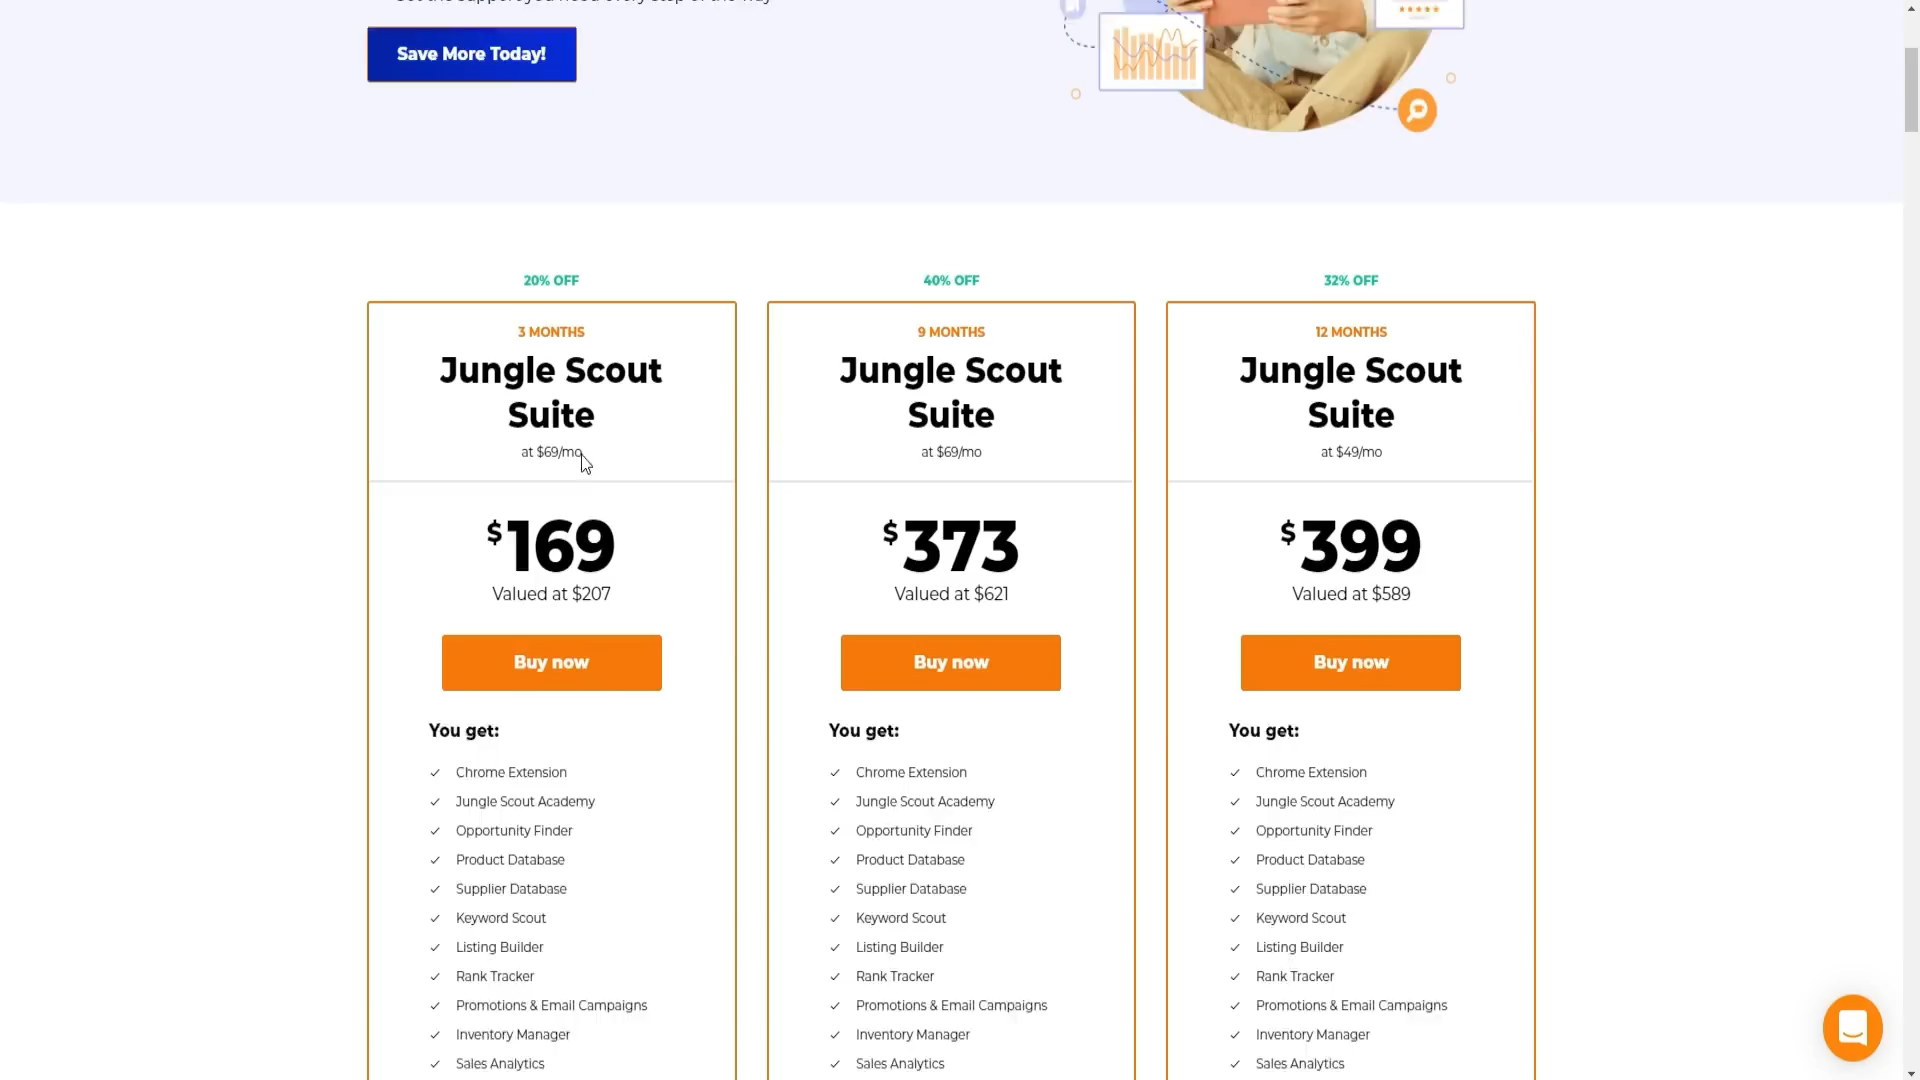 Save More Today!
20% OFF
3 MONTHS
Jungle Scout
Suite
at $69/mo
$169
Valued at $207
Buy now
You get:
Chrome Extension
Jungle Scout Academy
Opportunity Finder
Product Database
Supplier Database
Keyword Scout
Listing Builder
Rank Tracker
Promotions & Email Campaigns
Inventory Manager
Sales Analytics
40% OFF
9 MONTHS
Jungle Scout
Suite
at $69/mo
$373
Valued at $621
Buy now
You get:
Chrome Extension
Jungle Scout Academy
Opportunity Finder
Product Database
Supplier Database
Keyword Scout
Listing Builder
Rank Tracker
Promotions & Email Campaigns
Inventory Manager
Sales Analytics
32% OFF
12 MONTHS
Jungle Scout
Suite
at $49/mo
$399
Valued at $589
Buy now
You get:
Chrome Extension
Jungle Scout Academy
Opportunity Finder
Product Database
Supplier Database
Keyword Scout
Listing Builder
Rank Tracker
Promotions & Email Campaigns
Inventory Manager
Sales Analytics